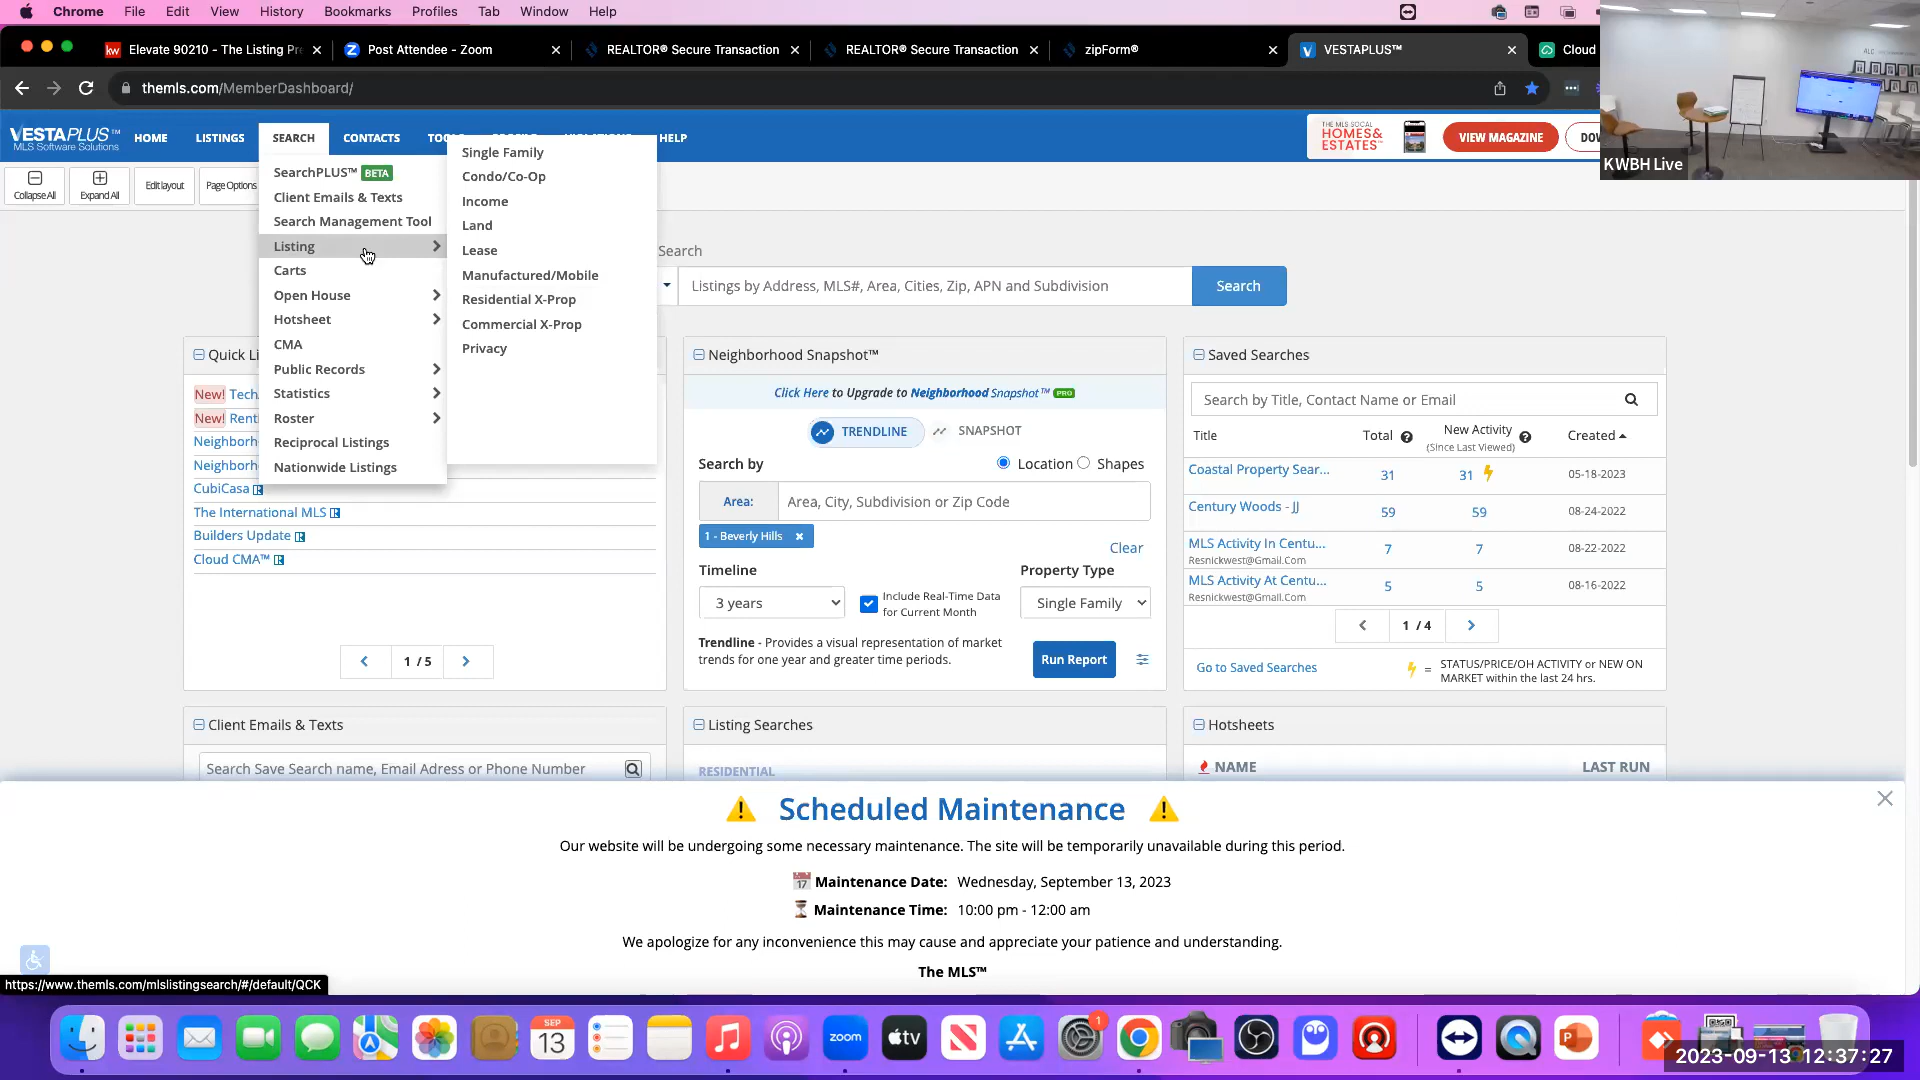 Chrome File Edit View History Bookmarks Profiles Tab Window Help
Elevate 90210 - The Listing Pre
Post Attendee - Zoom
REALTOR® Secure Transaction
REALTOR® Secure Transaction
zipForm®
VESTAPLUS™
Cloud
themls.com/MemberDashboard/
VESTAPLUS™
MLS Software Solutions
HOME LISTINGS SEARCH CONTACTS HELP
THE MLS SOCIAL
HOMES&
ESTATES™
VIEW MAGAZINE
KWBH Live
Collapse All
Expand All
Edit layout
Page Options
SearchPLUS™ BETA
Client Emails & Texts
Search Management Tool
Listing
Carts
Open House
Hotsheet
CMA
Public Records
Statistics
Roster
Reciprocal Listings
Nationwide Listings
Single Family
Condo/Co-Op
Income
Land
Lease
Manufactured/Mobile
Residential X-Prop
Commercial X-Prop
Privacy
Search
Listings by Address, MLS#, Area, Cities, Zip, APN and Subdivision
Search
Quick Li
New! Tech
New! Rent
Neighborh
Neighborh
CubiCasa
The International MLS
Builders Update
Cloud CMA™
1 / 5
Neighborhood Snapshot™
Click Here to Upgrade to Neighborhood Snapshot™ PRO
TRENDLINE SNAPSHOT
Search by Location Shapes
Area: Area, City, Subdivision or Zip Code
1 - Beverly Hills ×
Clear
Timeline Property Type
3 years
Include Real-Time Data
for Current Month
Single Family
Trendline - Provides a visual representation of market
trends for one year and greater time periods.
Run Report
Saved Searches
Search by Title, Contact Name or Email
Title Total New Activity (Since Last Viewed) Created
Coastal Property Sear... 31 31 05-18-2023
Century Woods - JJ 59 59 08-24-2022
MLS Activity In Centu... 7 7 08-22-2022
Resnickwest@Gmail.Com
MLS Activity At Centu... 5 5 08-16-2022
Resnickwest@Gmail.Com
1 / 4
Go to Saved Searches
= STATUS/PRICE/OH ACTIVITY or NEW ON
MARKET within the last 24 hrs.
Client Emails & Texts
Search Save Search name, Email Adress or Phone Number
Listing Searches
RESIDENTIAL
Hotsheets
NAME LAST RUN
Scheduled Maintenance
Our website will be undergoing some necessary maintenance. The site will be temporarily unavailable during this period.
Maintenance Date: Wednesday, September 13, 2023
Maintenance Time: 10:00 pm - 12:00 am
We apologize for any inconvenience this may cause and appreciate your patience and understanding.
The MLS™
https://www.themls.com/mlslistingsearch/#/default/QCK
SEP
13
zoom
tv
1
2023-09-13 12:37:27